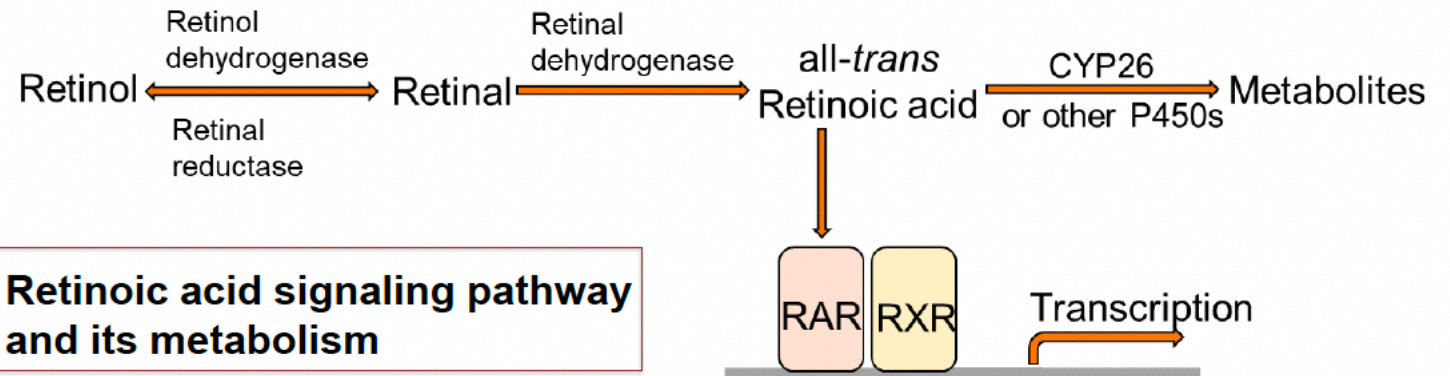 Retinol
dehydrogenase
Retinol
Retinal
reductase
Retinal
Retinal
dehydrogenase
all-trans
Retinoic acid
CYP26
or other P450s
Metabolites
Retinoic acid signaling pathway
and its metabolism
RAR
RXR
Transcription